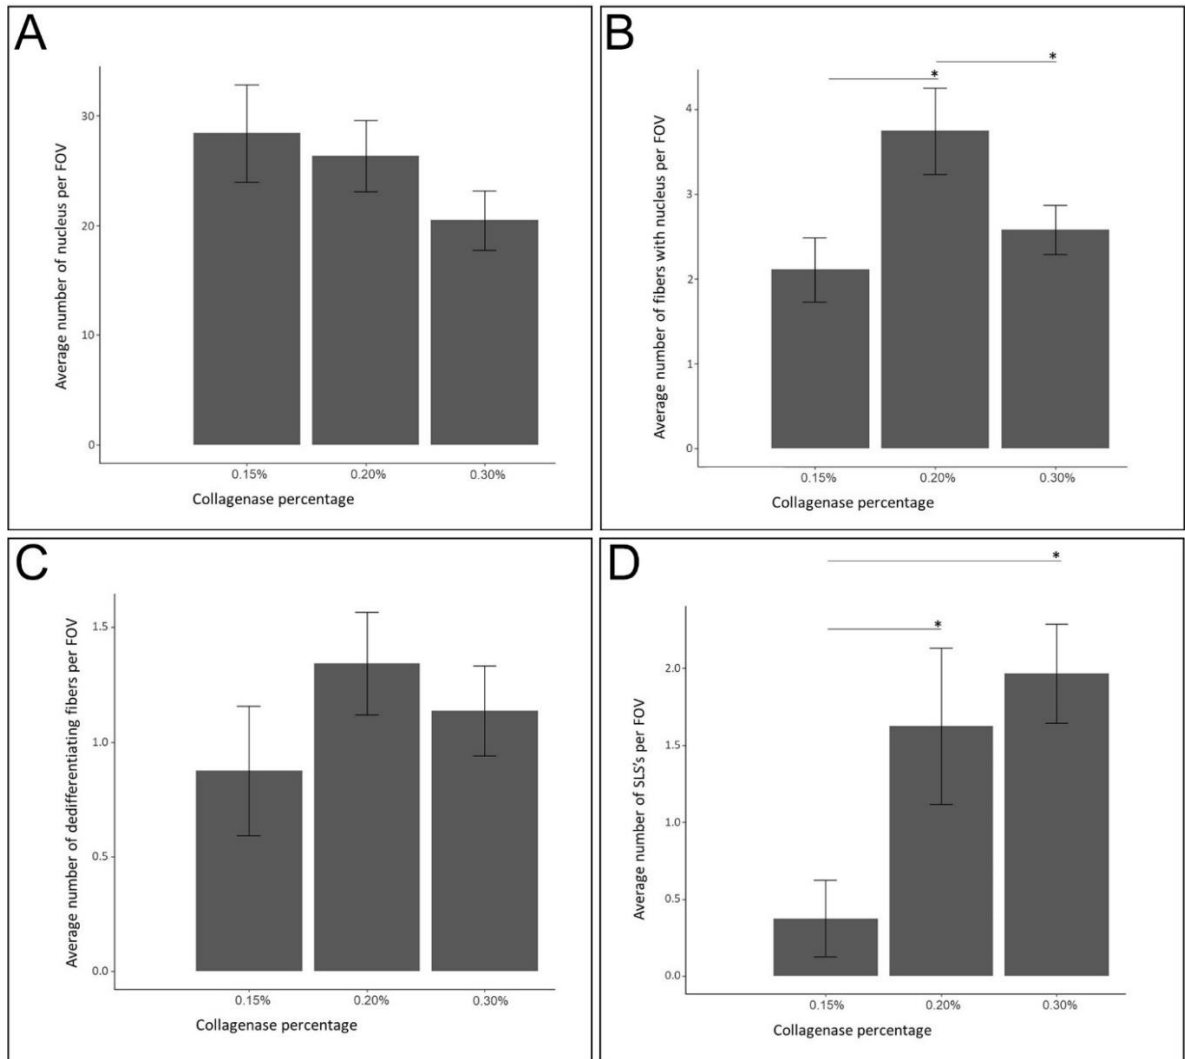 A
Average number of nucleus per FOV
30
20
10
0
0.15% 0.20% 0.30%
Collagenase percentage
B
* *
Average number of fibers with nucleus per FOV
4
3
2
1
0
0.15% 0.20% 0.30%
Collagenase percentage
C
Average number of dedifferentiating fibers per FOV
1.5
1.0
0.5
0.0
0.15% 0.20% 0.30%
Collagenase percentage
D
*
*
Average number of SLS's per FOV
2.0
1.5
1.0
0.5
0.0
0.15% 0.20% 0.30%
Collagenase percentage